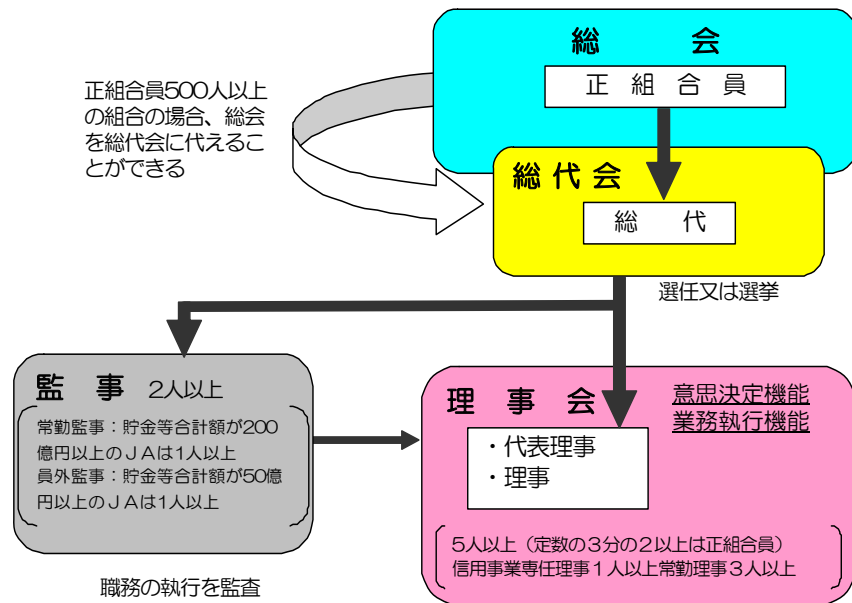 総　会
正組合員
正組合員500人以上
の組合の場合、総会
を総代会に代えるこ
とができる
総代会
総　代
選任又は選挙
監　事　2人以上
常勤監事：貯金等合計額が200
億円以上のＪＡは1人以上
員外監事：貯金等合計額が50億
円以上のＪＡは1人以上
職務の執行を監査
理　事　会
意思決定機能
業務執行機能
・代表理事
・理事
5人以上（定数の３分の２以上は正組合員）
信用事業専任理事１人以上常勤理事３人以上